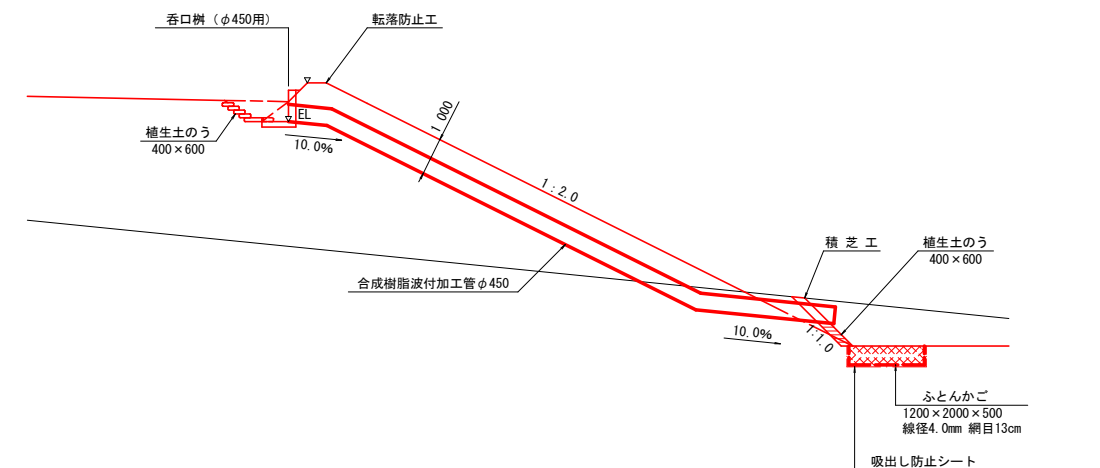 呑口桝 (φ450用)
転落防止工
EL
1 000
植生土のう
400×600
10.0%
1:2.0
積 芝 工
植生土のう
400×600
合成樹脂波付加工管φ450
10.0%
1:1.0
ふとんかご
1200×2000×500
線径4.0mm 網目13cm
吸出し防止シート